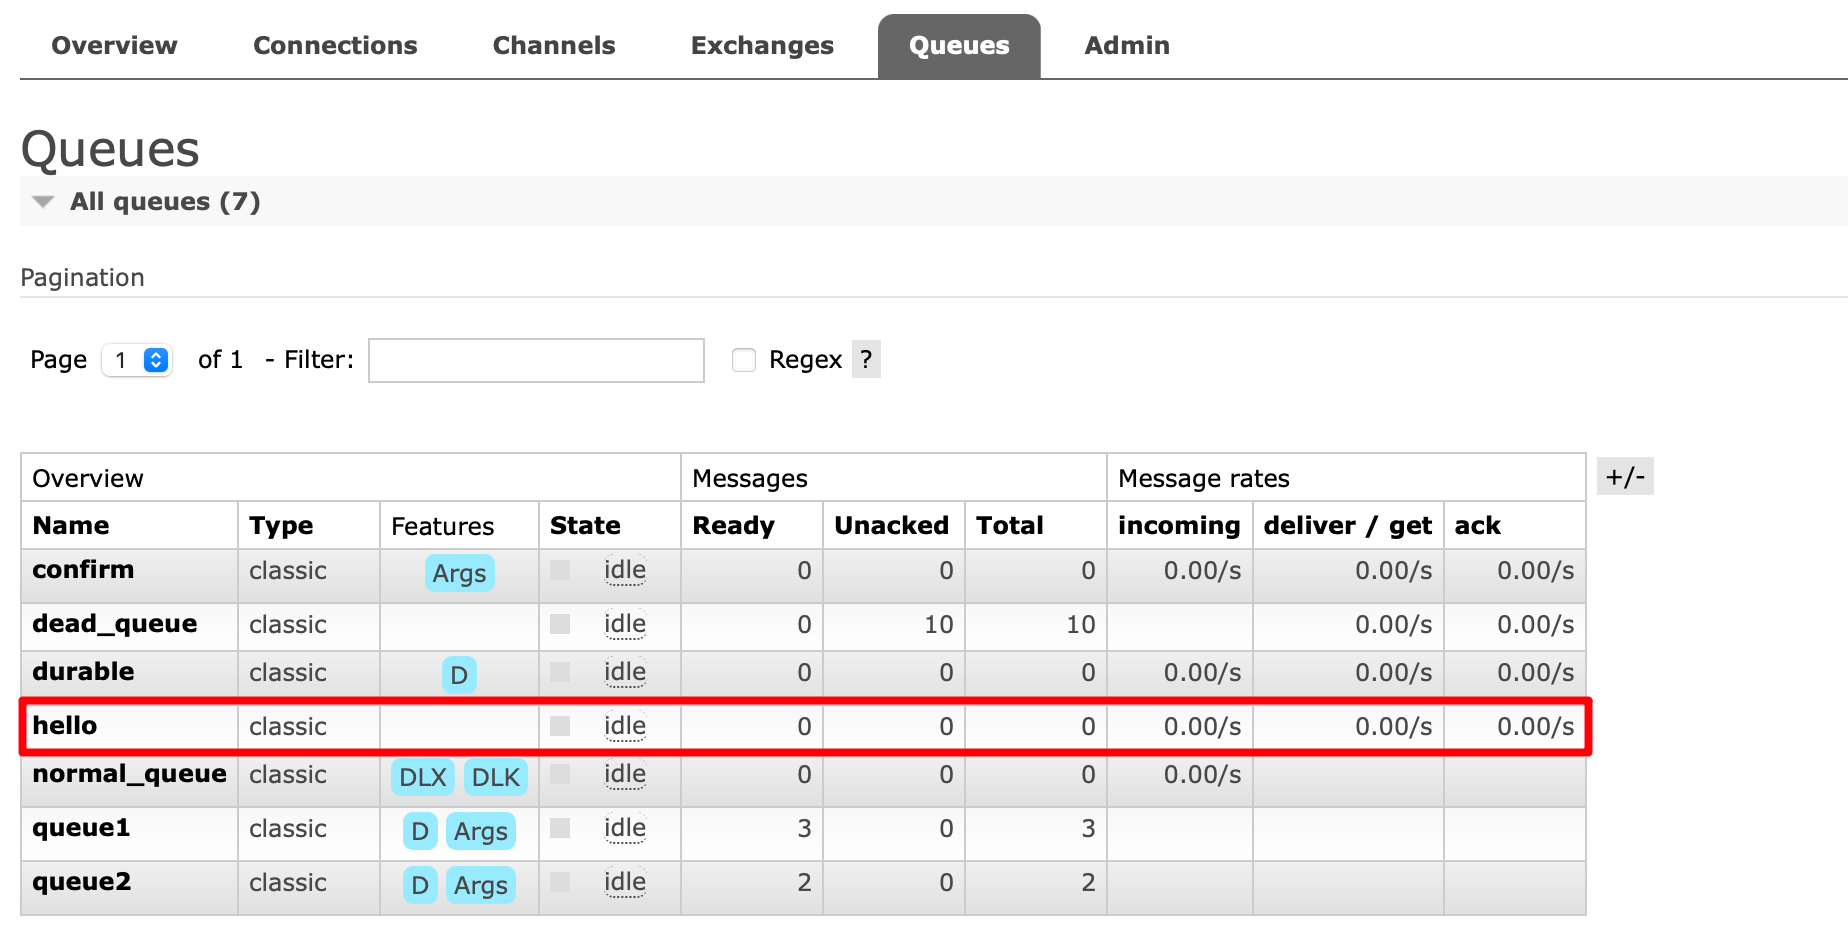 Overview Connections Channels Exchanges Queues Admin
Queues
All queues (7)
Pagination
Page 1 of 1 - Filter: Regex ?
Overview Messages Message rates +/-
Name Type Features State Ready Unacked Total incoming deliver / get ack
confirm classic Args idle 0 0 0 0.00/s 0.00/s 0.00/s
dead_queue classic idle 0 10 10 0.00/s 0.00/s
durable classic D idle 0 0 0 0.00/s 0.00/s 0.00/s
hello classic idle 0 0 0 0.00/s 0.00/s 0.00/s
normal_queue classic DLX DLK idle 0 0 0 0.00/s
queue1 classic D Args idle 3 0 3
queue2 classic D Args idle 2 0 2